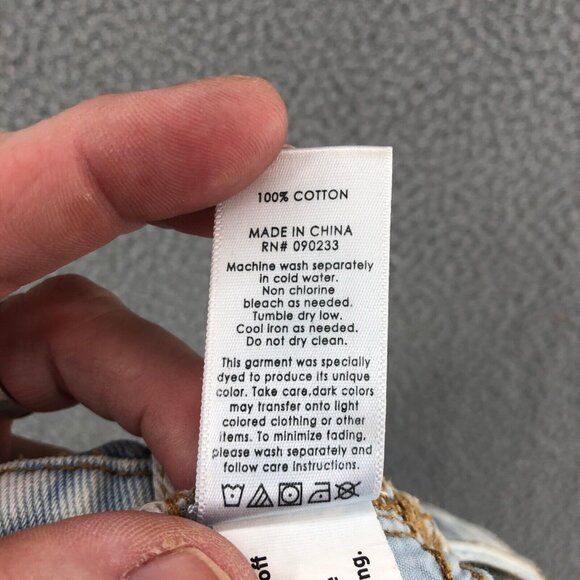 100% COTTON
MADE IN CHINA
RN# 090233
Machine wash separately
in cold water.
Non chlorine
bleach as needed.
Tumble dry low.
Cool iron as needed.
Do not dry clean.
This garment was specially
dyed to produce its unique
color. Take care,dark colors
may transfer onto light
colored clothing or other
items. To minimize fading,
please wash separately and
follow care instructions.
off
ng.